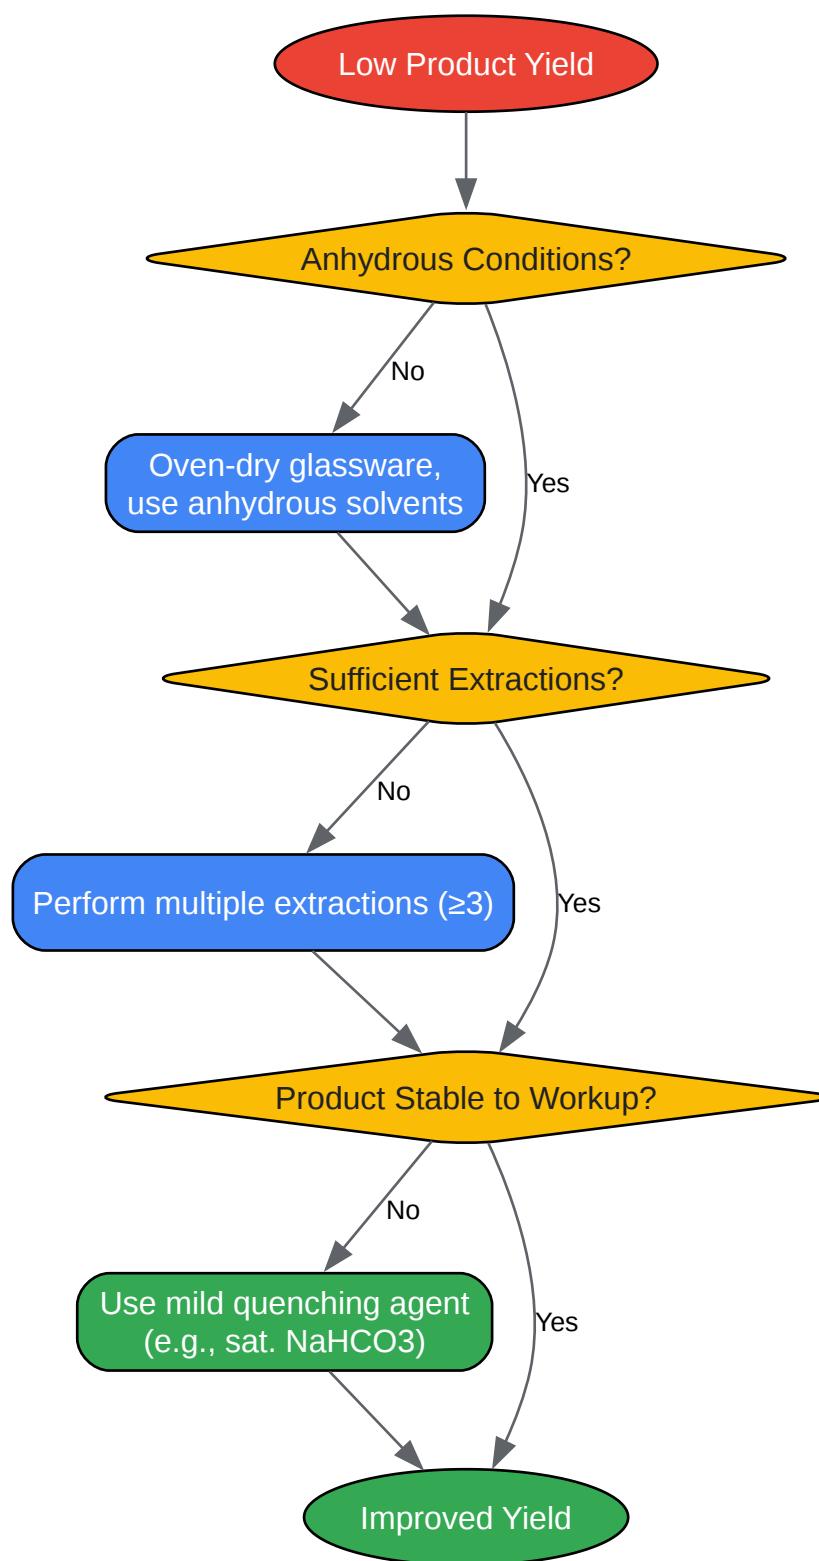 Low Product Yield
Anhydrous Conditions?
No
Oven-dry glassware,
use anhydrous solvents
Yes
Sufficient Extractions?
No
Perform multiple extractions (≥3)
Yes
Product Stable to Workup?
No
Use mild quenching agent
(e.g., sat. NaHCO3)
Yes
Improved Yield